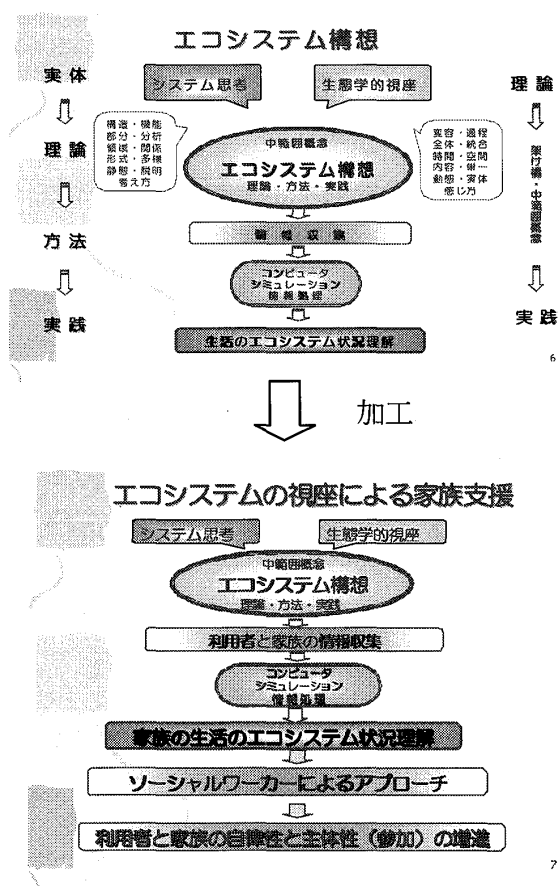 エコシステム構想
システム思考
生態学的視座
実体
理論
方法
実践
構造・機能
部分・分析
領域・関係
形式・多様
静態・説明
考え方
中範囲概念
エコシステム構想
理論・方法・実践
変容・過程
全体・統合
時間・空間
内容・単一
動態・実体
感じ方
理論
架け橋・中範囲概念
実践
情報収集
コンピュータ
シミュレーション
情報処理
生活のエコシステム状況理解
6
加工
エコシステムの視座による家族支援
システム思考
生態学的視座
中範囲概念
エコシステム構想
理論・方法・実践
利用者と家族の情報収集
コンピュータ
シミュレーション
情報処理
家族の生活のエコシステム状況理解
ソーシャルワーカーによるアプローチ
利用者と家族の自律性と主体性（参加）の増進
7